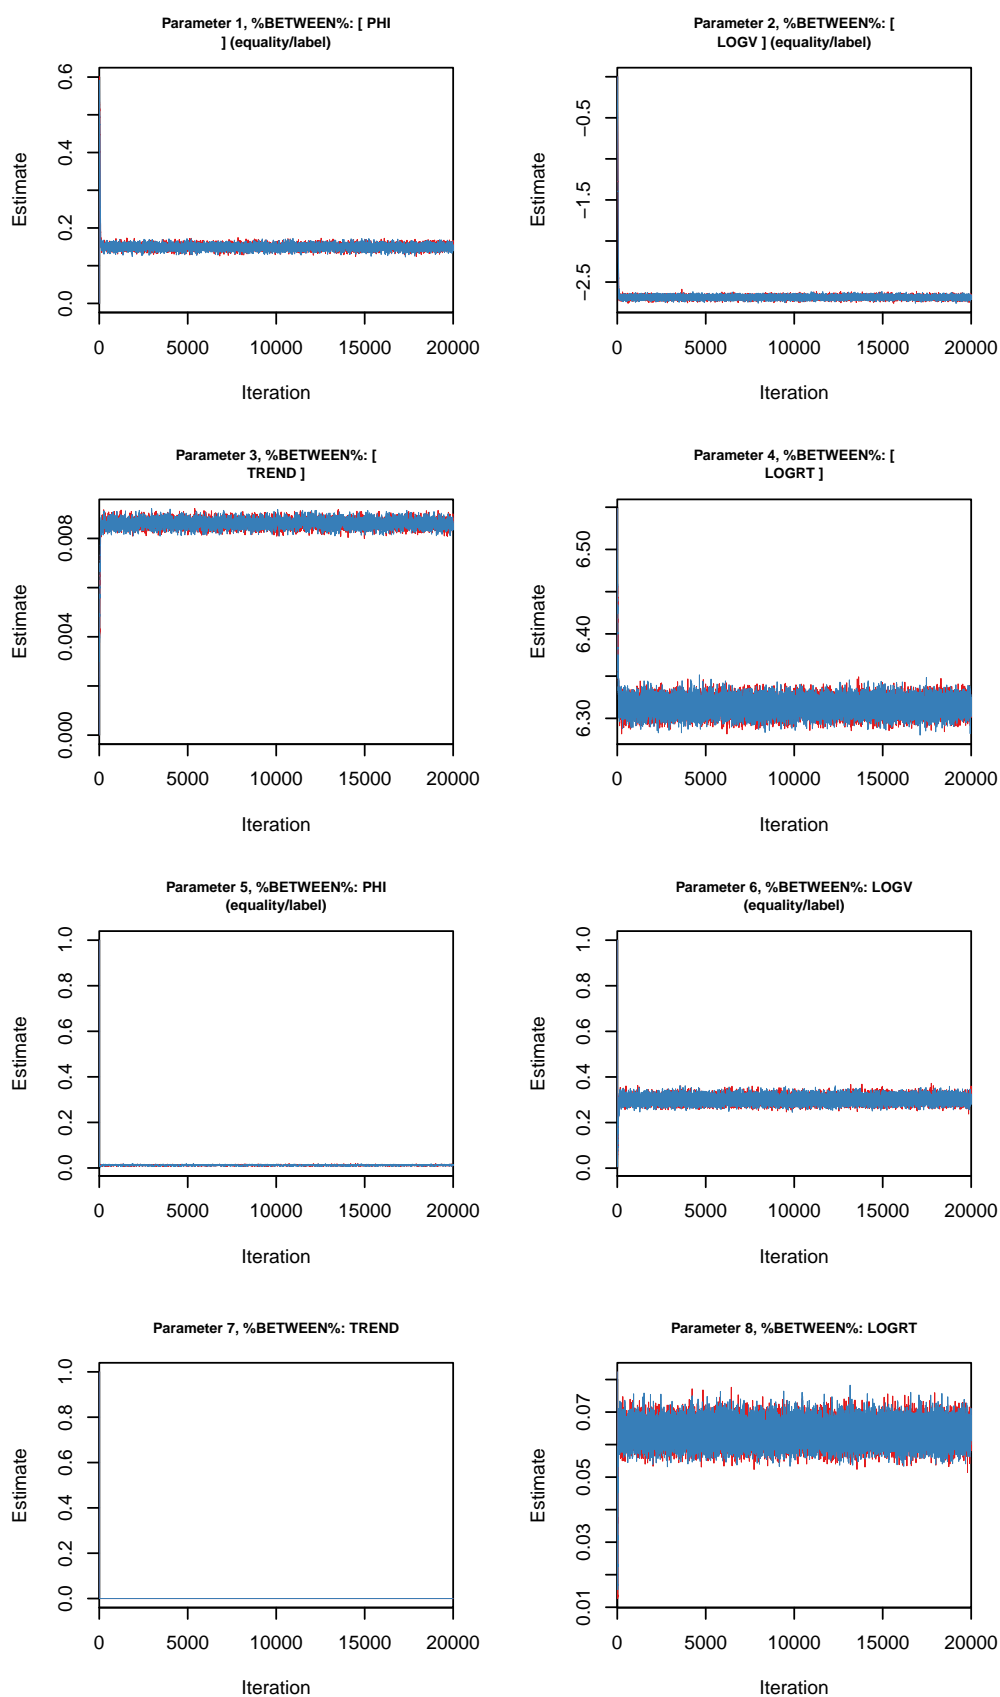 Parameter 1, %BETWEEN%: [ PHI
] (equality/label)
Estimate
0.0 0.2 0.4 0.6
0 5000 10000 15000 20000
Iteration
Parameter 2, %BETWEEN%: [
LOGV ] (equality/label)
Estimate
−2.5 −1.5 −0.5
0 5000 10000 15000 20000
Iteration
Parameter 3, %BETWEEN%: [
TREND ]
Estimate
0.000 0.004 0.008
0 5000 10000 15000 20000
Iteration
Parameter 4, %BETWEEN%: [
LOGRT ]
Estimate
6.30 6.40 6.50
0 5000 10000 15000 20000
Iteration
Parameter 5, %BETWEEN%: PHI
(equality/label)
Estimate
0.0 0.2 0.4 0.6 0.8 1.0
0 5000 10000 15000 20000
Iteration
Parameter 6, %BETWEEN%: LOGV
(equality/label)
Estimate
0.0 0.2 0.4 0.6 0.8 1.0
0 5000 10000 15000 20000
Iteration
Parameter 7, %BETWEEN%: TREND
Estimate
0.0 0.2 0.4 0.6 0.8 1.0
0 5000 10000 15000 20000
Iteration
Parameter 8, %BETWEEN%: LOGRT
Estimate
0.01 0.03 0.05 0.07
0 5000 10000 15000 20000
Iteration